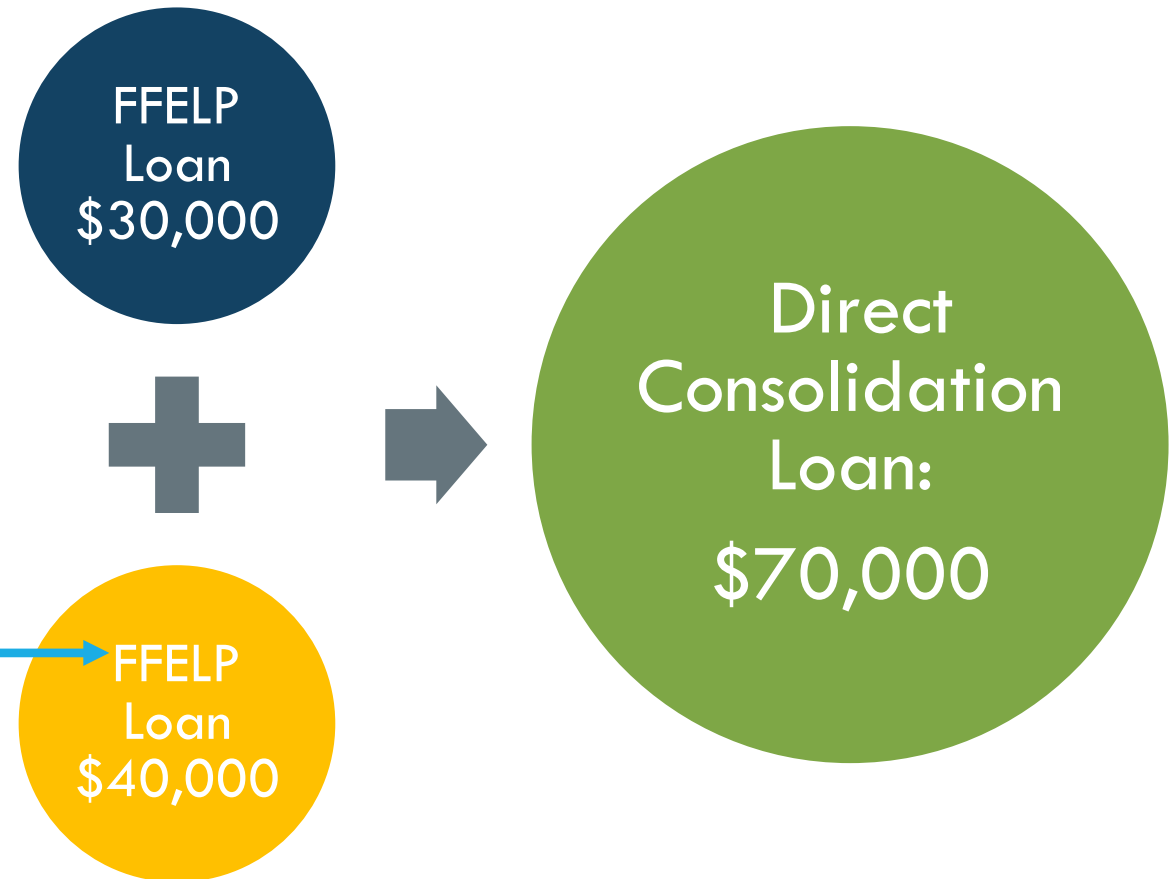 FFELP
Loan
$30,000
FFELP
Loan
$40,000
Direct
Consolidation
Loan:
$70,000